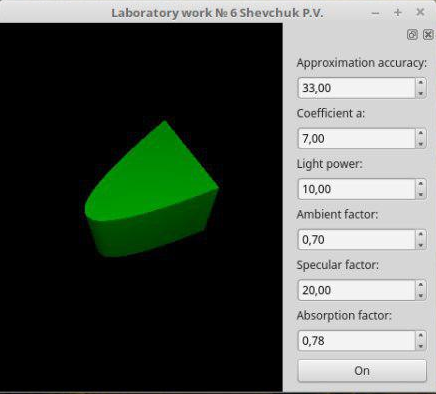 Laboratory work № 6 Shevchuk P.V.
Approximation accuracy:
33,00
Coefficient a:
7,00
Light power:
10,00
Ambient factor:
0,70
Specular factor:
20,00
Absorption factor:
0,78
On